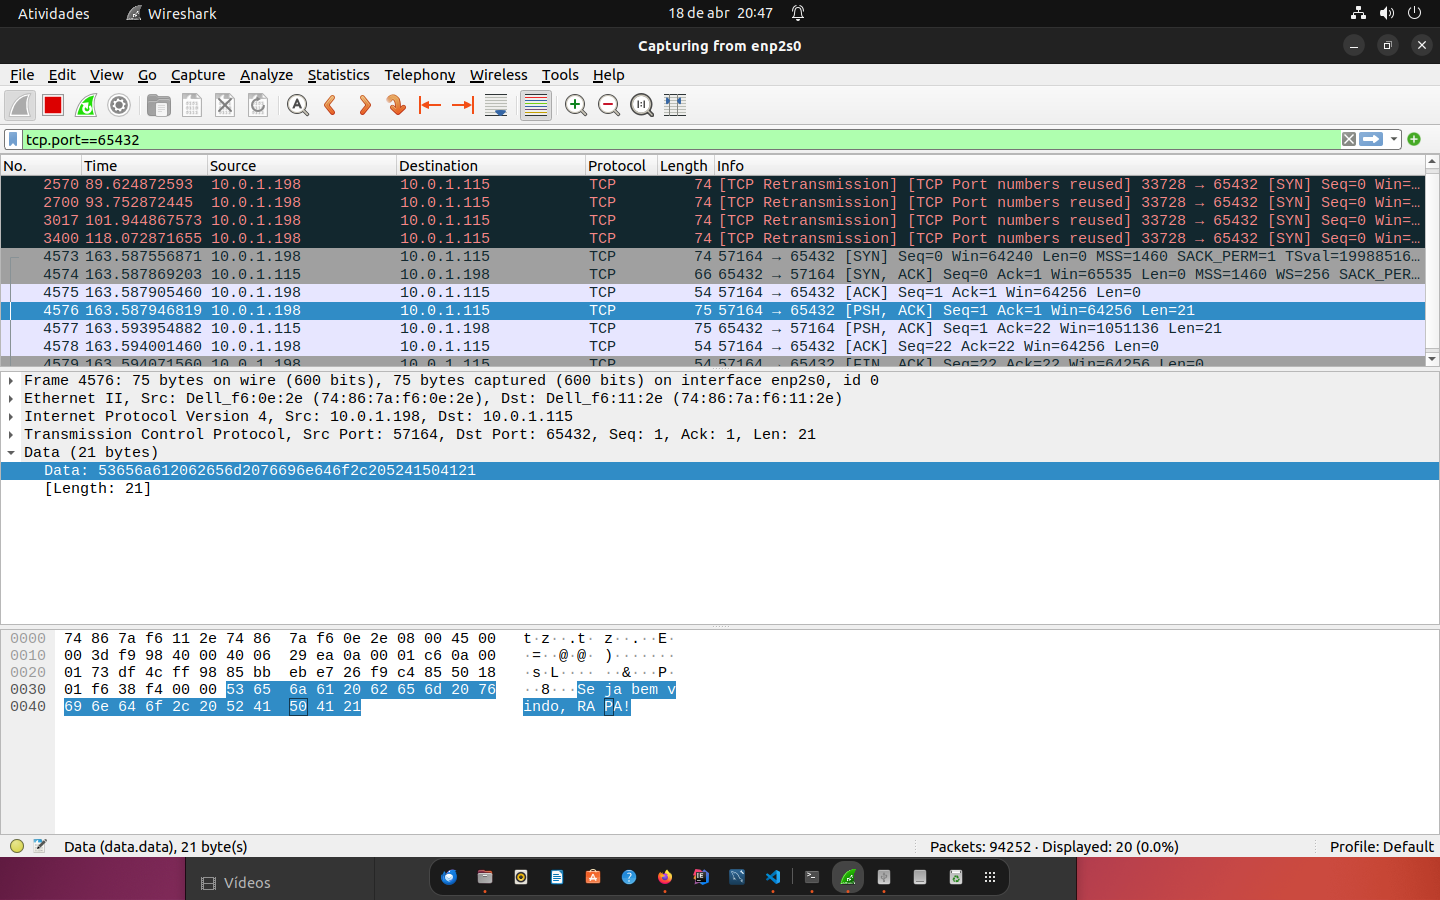 Atividades Wireshark 18 de abr 20:47
Capturing from enp2s0
File Edit View Go Capture Analyze Statistics Telephony Wireless Tools Help
tcp.port==65432
No. Time Source Destination Protocol Length Info
2570 89.624872593 10.0.1.198 10.0.1.115 TCP 74 [TCP Retransmission] [TCP Port numbers reused] 33728 → 65432 [SYN] Seq=0 Win=…
2700 93.752872445 10.0.1.198 10.0.1.115 TCP 74 [TCP Retransmission] [TCP Port numbers reused] 33728 → 65432 [SYN] Seq=0 Win=…
3017 101.944867573 10.0.1.198 10.0.1.115 TCP 74 [TCP Retransmission] [TCP Port numbers reused] 33728 → 65432 [SYN] Seq=0 Win=…
3400 118.072871655 10.0.1.198 10.0.1.115 TCP 74 [TCP Retransmission] [TCP Port numbers reused] 33728 → 65432 [SYN] Seq=0 Win=…
4573 163.587556871 10.0.1.198 10.0.1.115 TCP 74 57164 → 65432 [SYN] Seq=0 Win=64240 Len=0 MSS=1460 SACK_PERM=1 TSval=19988516…
4574 163.587869203 10.0.1.115 10.0.1.198 TCP 66 65432 → 57164 [SYN, ACK] Seq=0 Ack=1 Win=65535 Len=0 MSS=1460 WS=256 SACK_PER…
4575 163.587905460 10.0.1.198 10.0.1.115 TCP 54 57164 → 65432 [ACK] Seq=1 Ack=1 Win=64256 Len=0
4576 163.587946819 10.0.1.198 10.0.1.115 TCP 75 57164 → 65432 [PSH, ACK] Seq=1 Ack=1 Win=64256 Len=21
4577 163.593954882 10.0.1.115 10.0.1.198 TCP 75 65432 → 57164 [PSH, ACK] Seq=1 Ack=22 Win=1051136 Len=21
4578 163.594001460 10.0.1.198 10.0.1.115 TCP 54 57164 → 65432 [ACK] Seq=22 Ack=22 Win=64256 Len=0
4579 163.594071560 10.0.1.198 10.0.1.115 TCP 54 57164 → 65432 [FIN, ACK] Seq=22 Ack=22 Win=64256 Len=0
Frame 4576: 75 bytes on wire (600 bits), 75 bytes captured (600 bits) on interface enp2s0, id 0
Ethernet II, Src: Dell_f6:0e:2e (74:86:7a:f6:0e:2e), Dst: Dell_f6:11:2e (74:86:7a:f6:11:2e)
Internet Protocol Version 4, Src: 10.0.1.198, Dst: 10.0.1.115
Transmission Control Protocol, Src Port: 57164, Dst Port: 65432, Seq: 1, Ack: 1, Len: 21
Data (21 bytes)
Data: 53656a612062656d2076696e646f2c205241504121
[Length: 21]
0000 74 86 7a f6 11 2e 74 86 7a f6 0e 2e 08 00 45 00 t·z··.t· z··.··E·
0010 00 3d f9 98 40 00 40 06 29 ea 0a 00 01 c6 0a 00 ·=··@·@· )·······
0020 01 73 df 4c ff 98 85 bb eb e7 26 f9 c4 85 50 18 ·s·L···· ··&···P·
0030 01 f6 38 f4 00 00 53 65 6a 61 20 62 65 6d 20 76 ··8···Se ja bem v
0040 69 6e 64 6f 2c 20 52 41 50 41 21 indo, RA PA!
Data (data.data), 21 byte(s) Packets: 94252 · Displayed: 20 (0.0%) Profile: Default
Vídeos